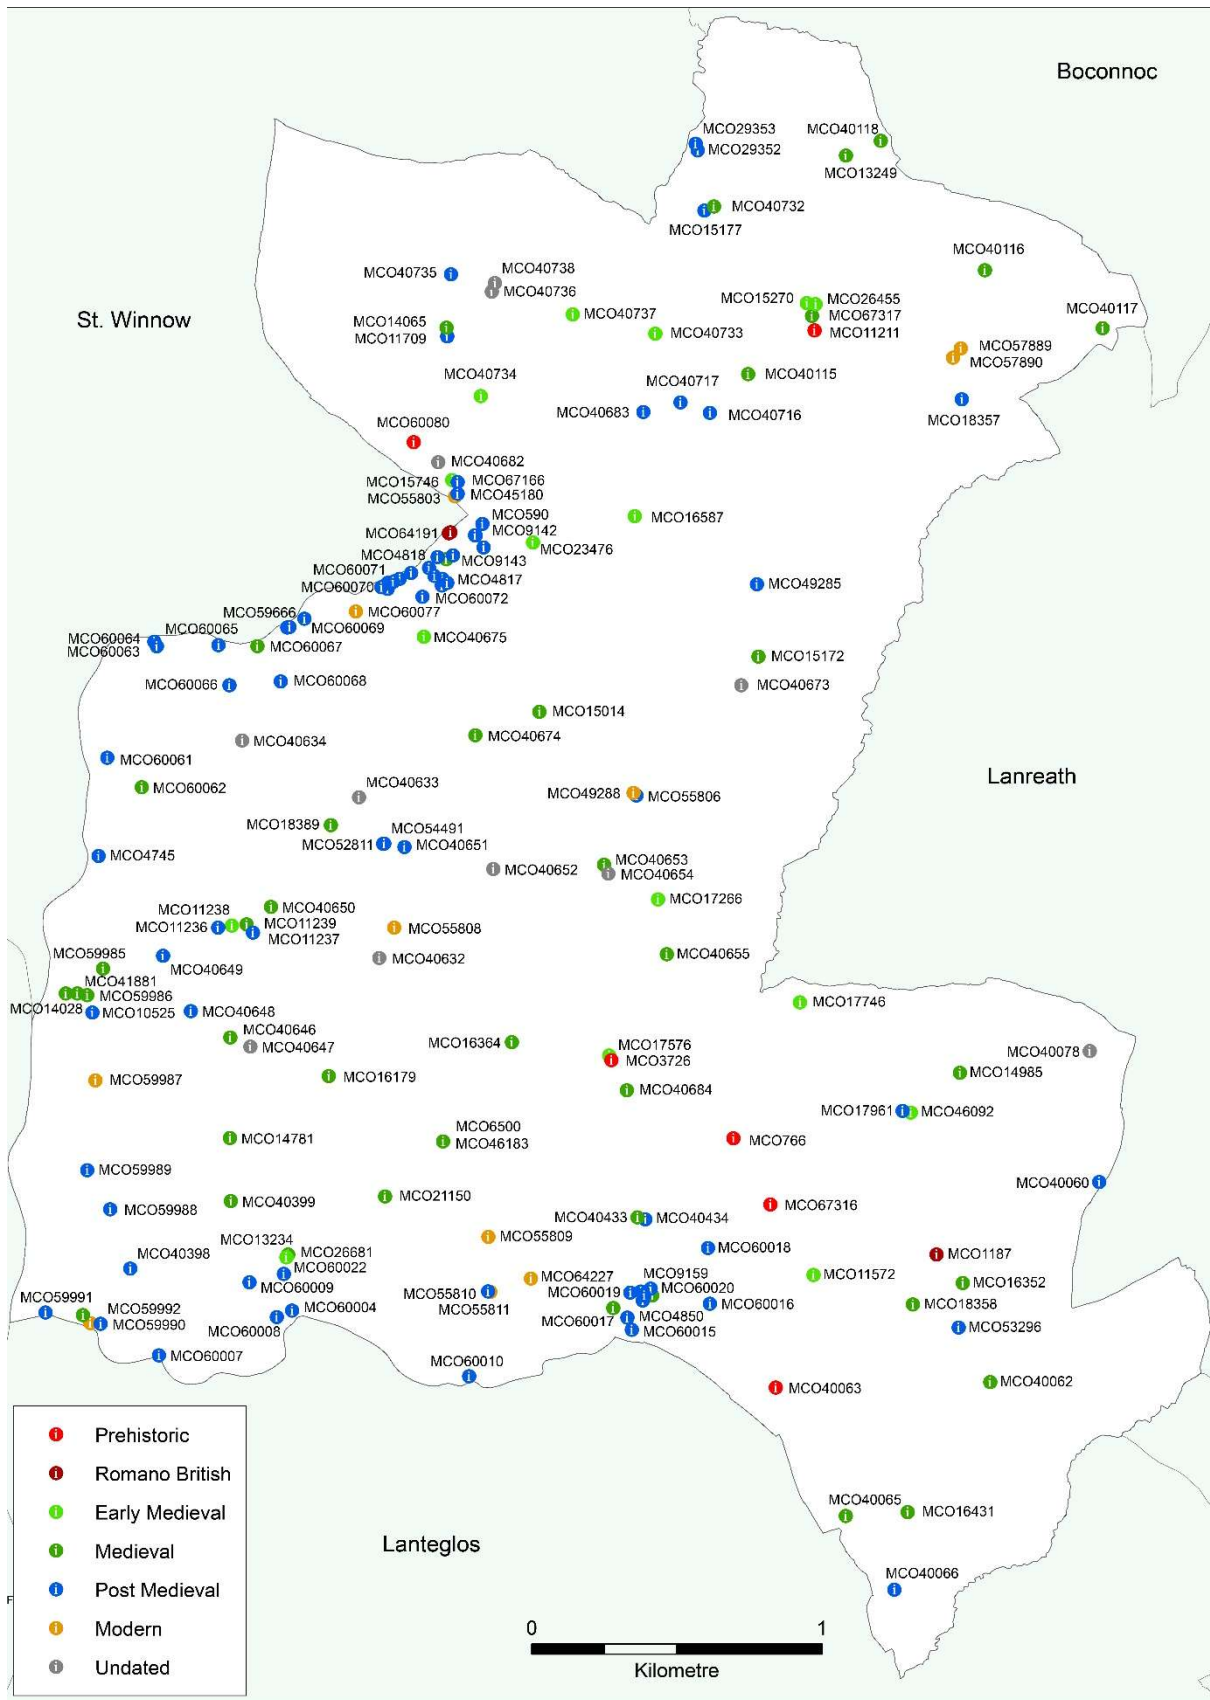 Boconnoc
MCO29353
MCO40118
MCO29352
MCO13249
MCO40732
MCO15177
MCO40116
MCO40735
MCO40738
MCO40736
MCO15270
MCO26455
St. Winnow
MCO14065
MCO40737
MCO67317
MCO40117
MCO11709
MCO40733
MCO11211
MCO57889
MCO57890
MCO40734
MCO40717
MCO40115
MCO40683
MCO40716
MCO18357
MCO60080
MCO40682
MCO15746
MCO67166
MCO55803
MCO45180
MCO590
MCO16587
MCO64191
MCO9142
MCO23476
MCO4818
MCO9143
MCO60071
MCO4817
MCO49285
MCO60070
MCO60072
MCO59666
MCO60077
MCO60065
MCO60069
MCO60064
MCO40675
MCO60063
MCO60067
MCO15172
MCO60066
MCO60068
MCO40673
MCO15014
MCO40674
MCO40634
MCO60061
Lanreath
MCO60062
MCO40633
MCO49288
MCO55806
MCO18389
MCO54491
MCO52811
MCO40651
MCO4745
MCO40652
MCO40653
MCO40654
MCO17266
MCO11238
MCO40650
MCO11236
MCO11239
MCO55808
MCO11237
MCO59985
MCO40649
MCO40632
MCO40655
MCO41881
MCO59986
MCO17746
MCO14028
MCO10525
MCO40648
MCO40646
MCO40647
MCO16364
MCO17576
MCO3726
MCO40078
MCO59987
MCO16179
MCO14985
MCO40684
MCO17961
MCO46092
MCO14781
MCO6500
MCO46183
MCO766
MCO59989
MCO40060
MCO40399
MCO21150
MCO59988
MCO67316
MCO40433
MCO40434
MCO13234
MCO55809
MCO60018
MCO40398
MCO26681
MCO1187
MCO60022
MCO64227
MCO9159
MCO11572
MCO60009
MCO55810
MCO60019
MCO60020
MCO16352
MCO59991
MCO60004
MCO55811
MCO60016
MCO18358
MCO59992
MCO60017
MCO4850
MCO59990
MCO60008
MCO60015
MCO53296
MCO60007
MCO60010
MCO40063
MCO40062
Prehistoric
Romano British
Early Medieval
Medieval
Post Medieval
Modern
Undated
MCO40065
MCO16431
Lanteglos
MCO40066
0 1
Kilometre
F